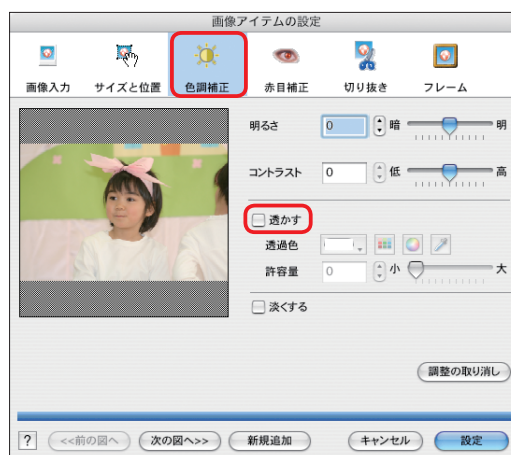 画像アイテムの設定
画像入力 サイズと位置 色調補正 赤目補正 切り抜き フレーム
明るさ 0 暗 明
コントラスト 0 低 高
透かす
透過色
許容量 0 小 大
淡くする
調整の取り消し
? <<前の図へ 次の図へ>> 新規追加 キャンセル 設定